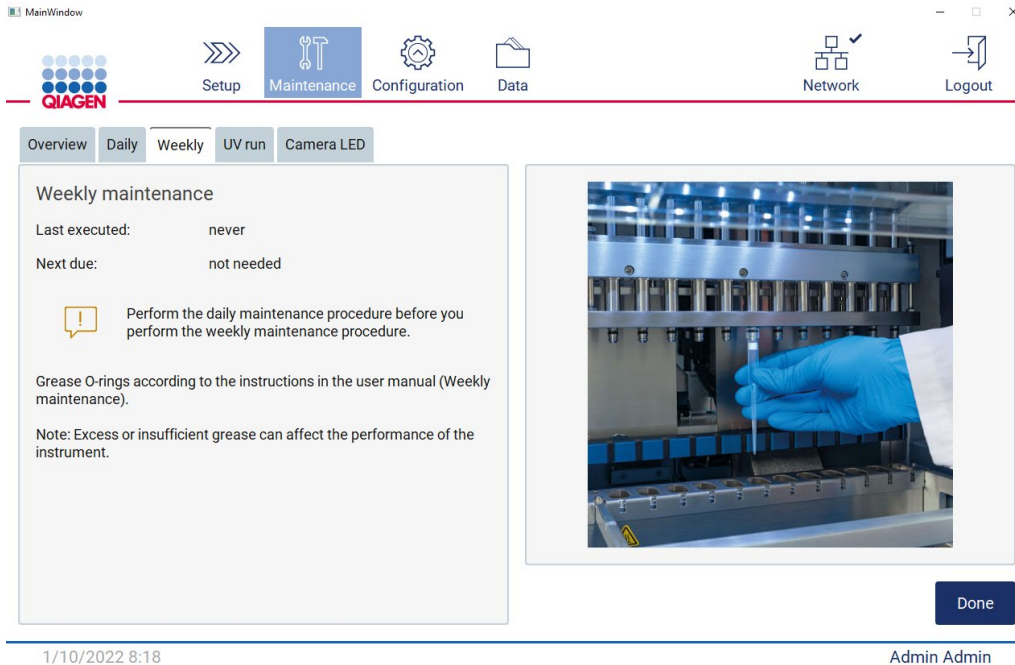 MainWindow
Setup
Maintenance
Configuration
Data
Network
Logout
QIAGEN
Overview
Daily
Weekly
UV run
Camera LED
Weekly maintenance
Last executed: never
Next due: not needed
Perform the daily maintenance procedure before you
perform the weekly maintenance procedure.
Grease O-rings according to the instructions in the user manual (Weekly
maintenance).
Note: Excess or insufficient grease can affect the performance of the
instrument.
Done
1/10/2022 8:18
Admin Admin